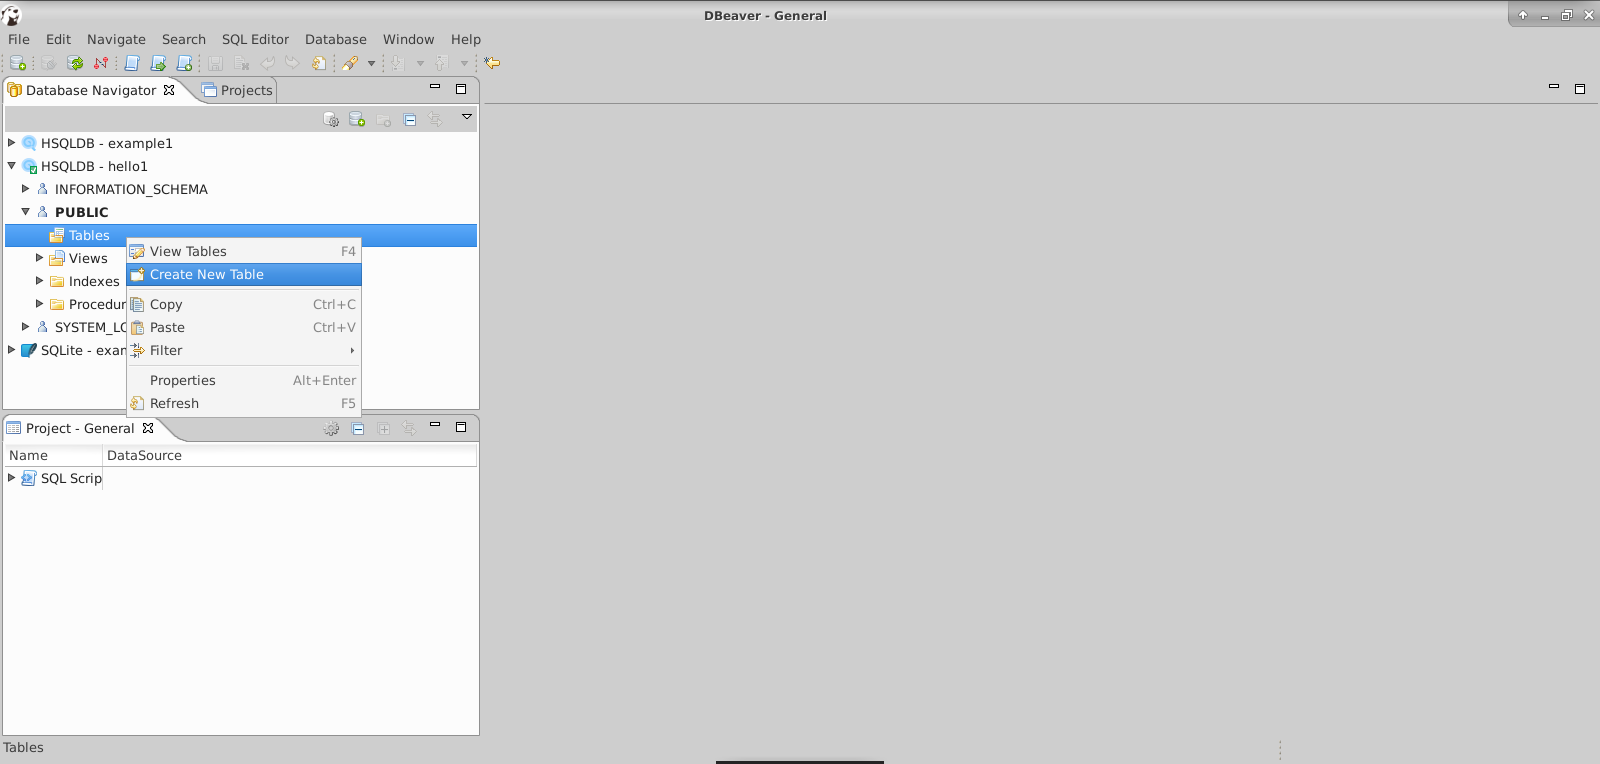 DBeaver - General
File Edit Navigate Search SQL Editor Database Window Help
Database Navigator Projects
HSQLDB - example1
HSQLDB - hello1
INFORMATION_SCHEMA
PUBLIC
Tables
View Tables F4
Views
Create New Table
Indexes
Procedur
Copy Ctrl+C
SYSTEM_LO
Paste Ctrl+V
SQLite - exam
Filter
Properties Alt+Enter
Refresh F5
Project - General
Name DataSource
SQL Scrip
Tables